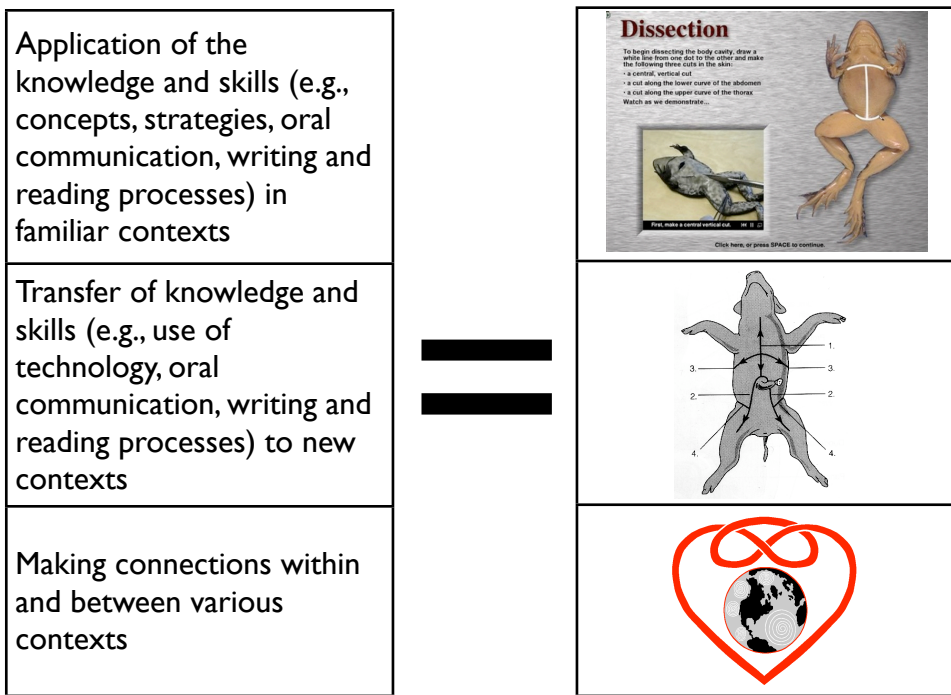 Application of the
knowledge and skills (e.g.,
concepts, strategies, oral
communication, writing and
reading processes) in
familiar contexts
Dissection
To begin dissecting the body cavity, draw a
white line from one dot to the other and make
the following three cuts in the skin:
• a central, vertical cut
• a cut along the lower curve of the abdomen
• a cut along the upper curve of the thorax
Watch as we demonstrate...
First, make a central vertical cut.
Click here, or press SPACE to continue.
Transfer of knowledge and
skills (e.g., use of
technology, oral
communication, writing and
reading processes) to new
contexts
1.
3.
3.
2.
2.
4.
4.
Making connections within
and between various
contexts